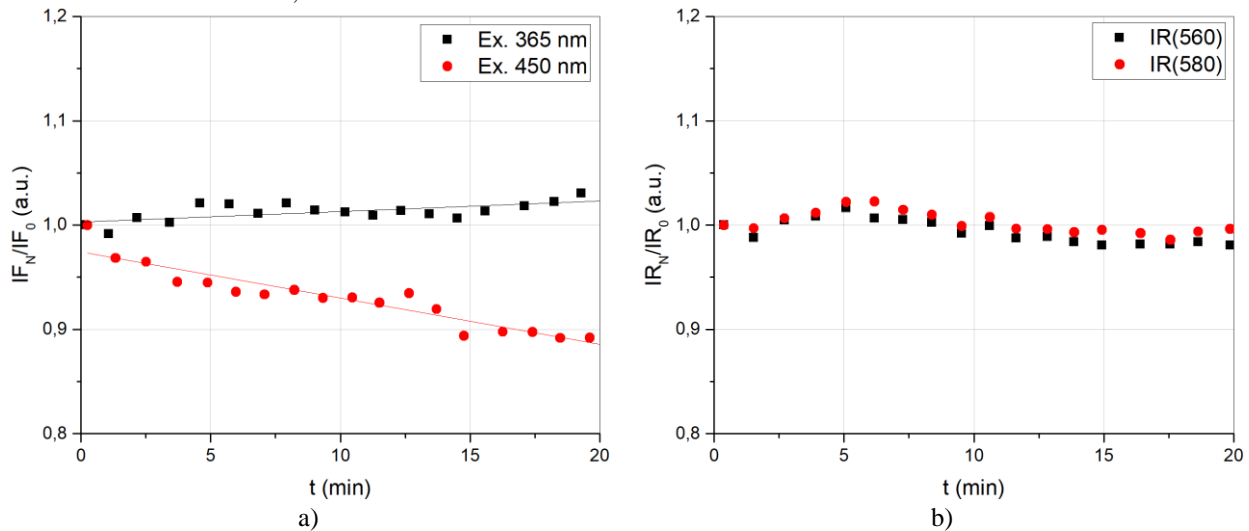 1,2
1,1
1,0
0,9
0,8
IF_N/IF_0 (a.u.)
Ex. 365 nm
Ex. 450 nm
0 5 10 15 20
t (min)
a)
1,2
1,1
1,0
0,9
0,8
IR_N/IR_0 (a.u.)
IR(560)
IR(580)
0 5 10 15 20
t (min)
b)